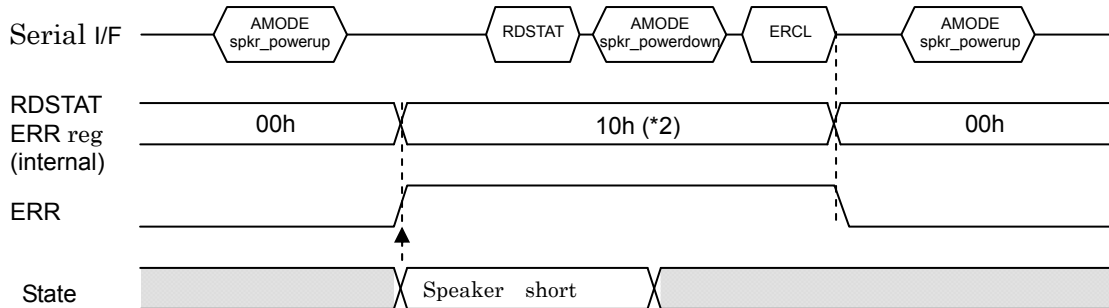 Serial I/F
AMODE
spkr_powerup
RDSTAT
AMODE
spkr_powerdown
ERCL
AMODE
spkr_powerup
RDSTAT
ERR reg
(internal)
00h
10h (*2)
00h
ERR
State
Speaker short